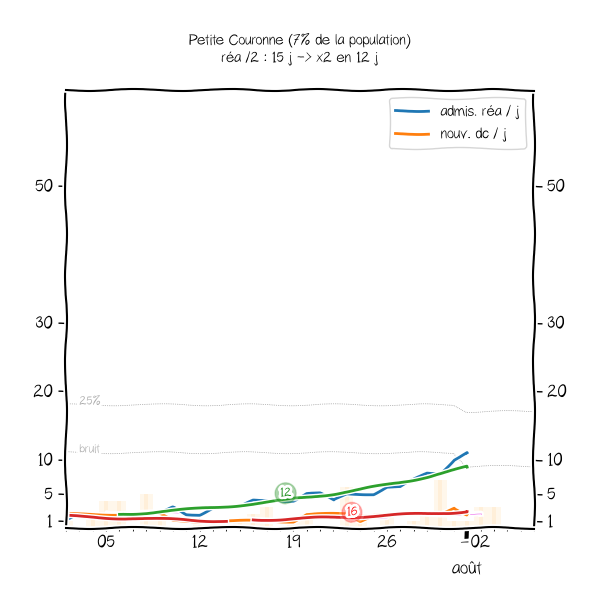 Petite Couronne (7% de la population)
réa /2 : 15 j -> x2 en 12 j
admis. réa / j
nouv. dc / j
50 50
30 30
20 20
25%
bruit
10 10
5 5
12
16
1 1
05 12 19 26 02
août